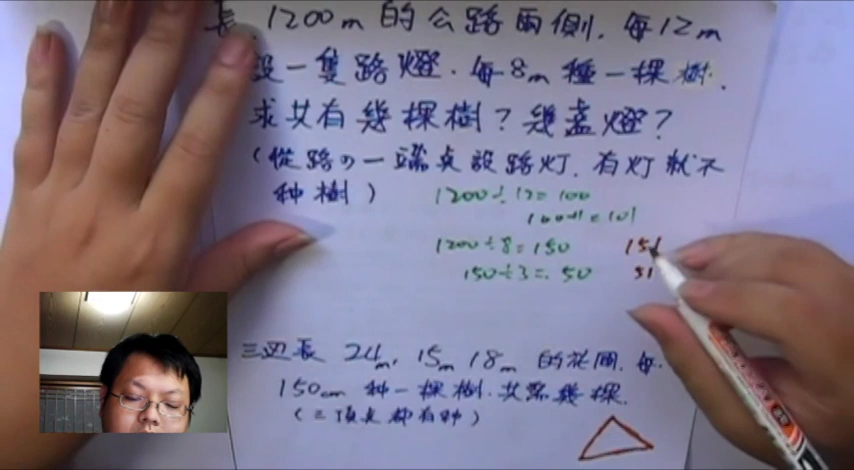 長 1200m 的公路兩側. 每12m
設一隻路燈. 每8m 種一棵樹.
求共有幾棵樹？幾盞燈？
(從路の一端点設路灯. 有灯就不
种樹)
1200÷12=100
100+1=101
1200÷8=150 151
150÷3=50 51
三边長 24m, 15m 18m 的花圃. 每
150cm 种一棵樹. 共需幾棵.
(三頂点都有种)